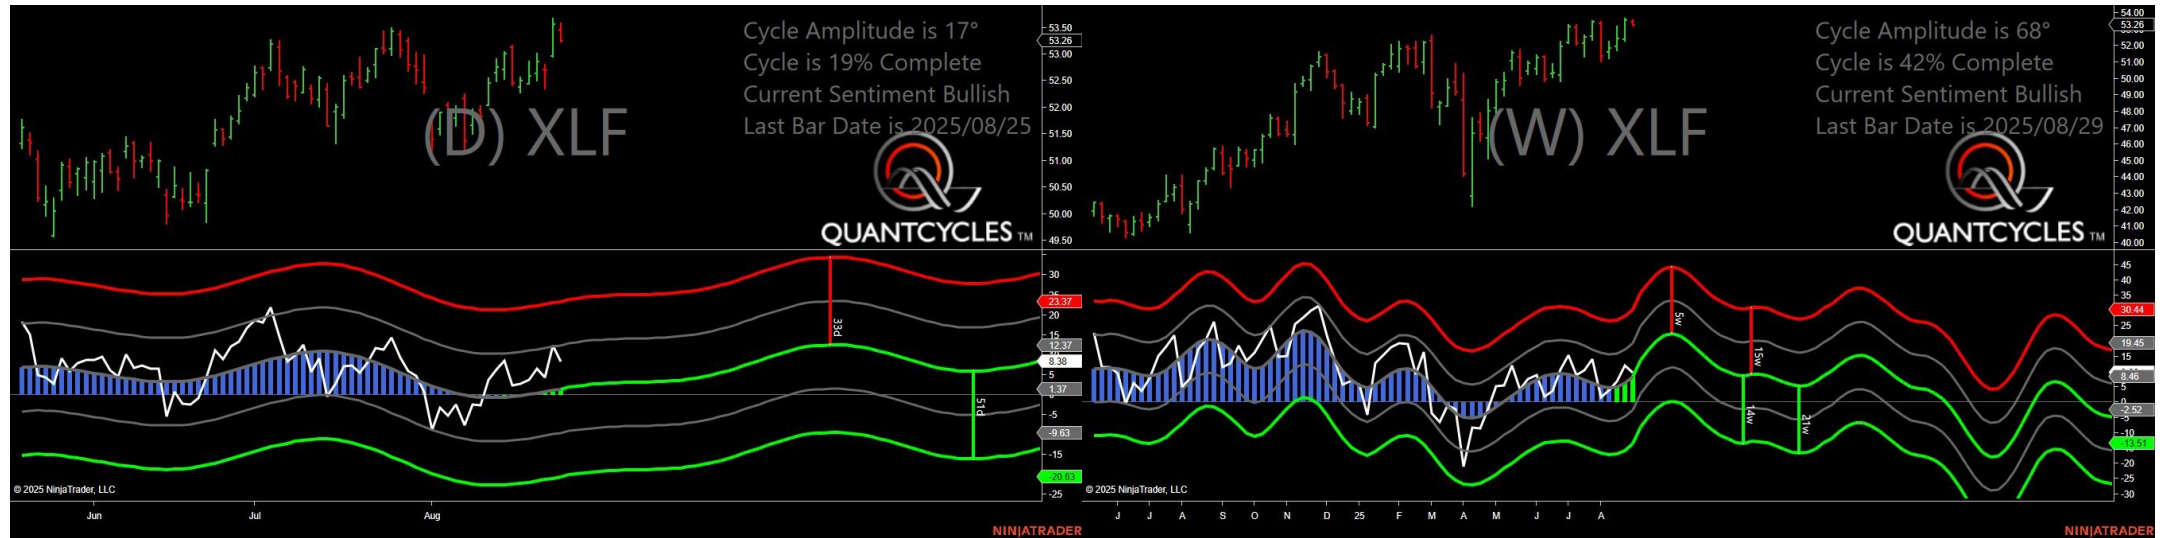 Cycle Amplitude is 17°
Cycle is 19% Complete
Current Sentiment Bullish
Last Bar Date is 2025/08/25
(D) XLF
QUANTCYCLES TM
53.50
53.26
53.00
52.50
52.00
51.50
51.00
50.50
50.00
49.50
30
23.37
20
15
12.37
8.38
5
1.37
-5
-9.63
-15
-20.63
-25
33d
51d
© 2025 NinjaTrader, LLC
Jun Jul Aug
NINJATRADER
Cycle Amplitude is 68°
Cycle is 42% Complete
Current Sentiment Bullish
Last Bar Date is 2025/08/29
(W) XLF
QUANTCYCLES TM
54.00
53.26
52.00
51.00
50.00
49.00
48.00
47.00
46.00
45.00
44.00
43.00
42.00
41.00
40.00
45
40
35
30.44
25
19.45
15
8.46
5
0
-2.52
-5
-10
-13.51
-20
-25
-30
5w
15w
14w
21w
© 2025 NinjaTrader, LLC
J J A S O N D 25 F M A M J J A
NINJATRADER